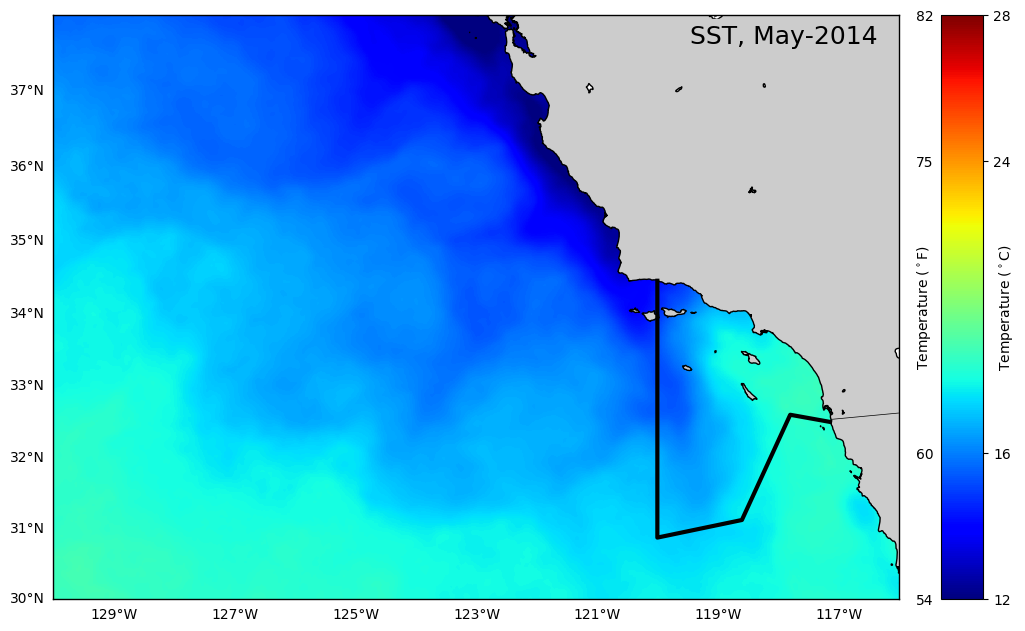 SST, May-2014
37°N
36°N
35°N
34°N
33°N
32°N
31°N
30°N
129°W
127°W
125°W
123°W
121°W
119°W
117°W
82
75
60
54
Temperature (°F)
28
24
16
12
Temperature (°C)